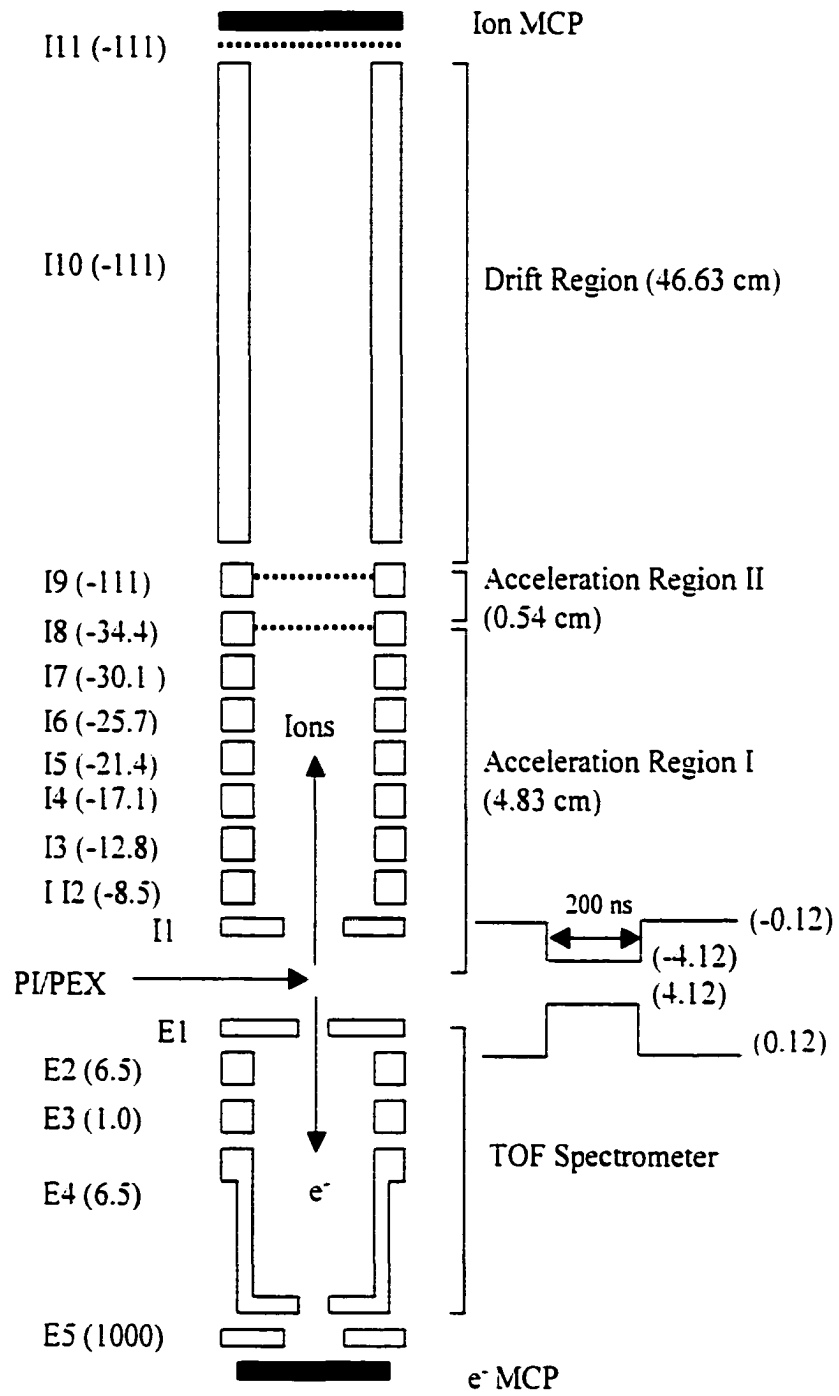 Ion MCP
I11 (-111)
I10 (-111)
Drift Region (46.63 cm)
I9 (-111)
Acceleration Region II
(0.54 cm)
I8 (-34.4)
I7 (-30.1 )
I6 (-25.7)
Ions
I5 (-21.4)
Acceleration Region I
(4.83 cm)
I4 (-17.1)
I3 (-12.8)
I I2 (-8.5)
I1
200 ns
(-0.12)
(-4.12)
PI/PEX
(4.12)
E1
(0.12)
E2 (6.5)
E3 (1.0)
TOF Spectrometer
E4 (6.5)
e-
E5 (1000)
e- MCP